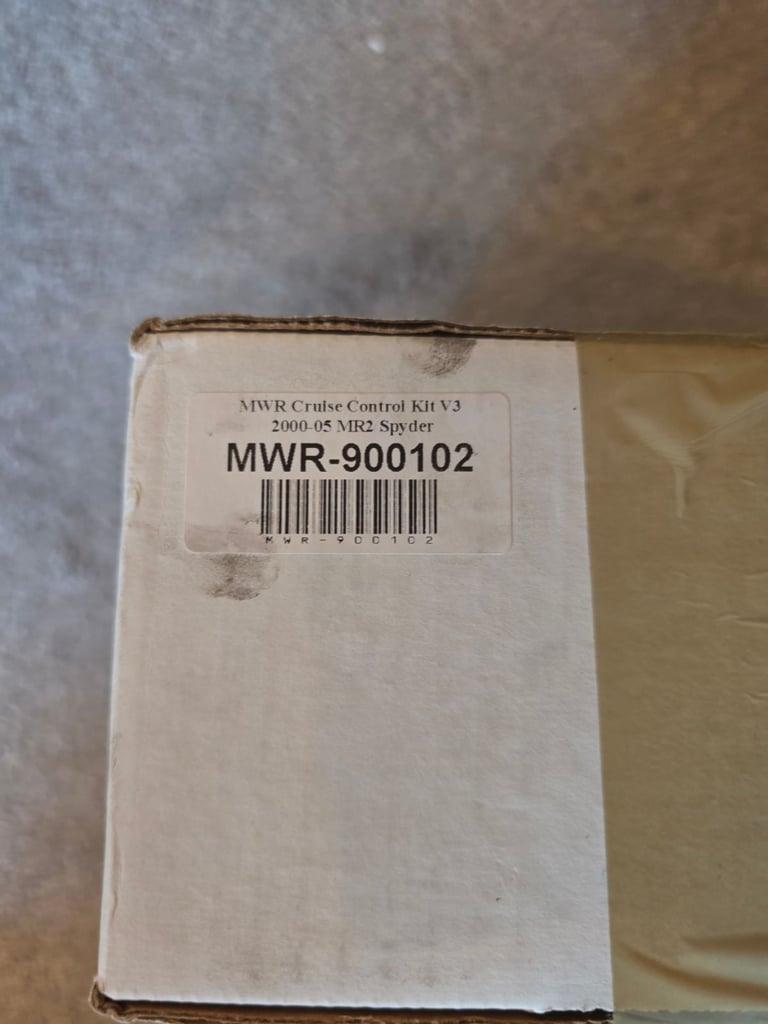 MWR Cruise Control Kit V3
2000-05 MR2 Spyder
MWR-900102
MWR-900102